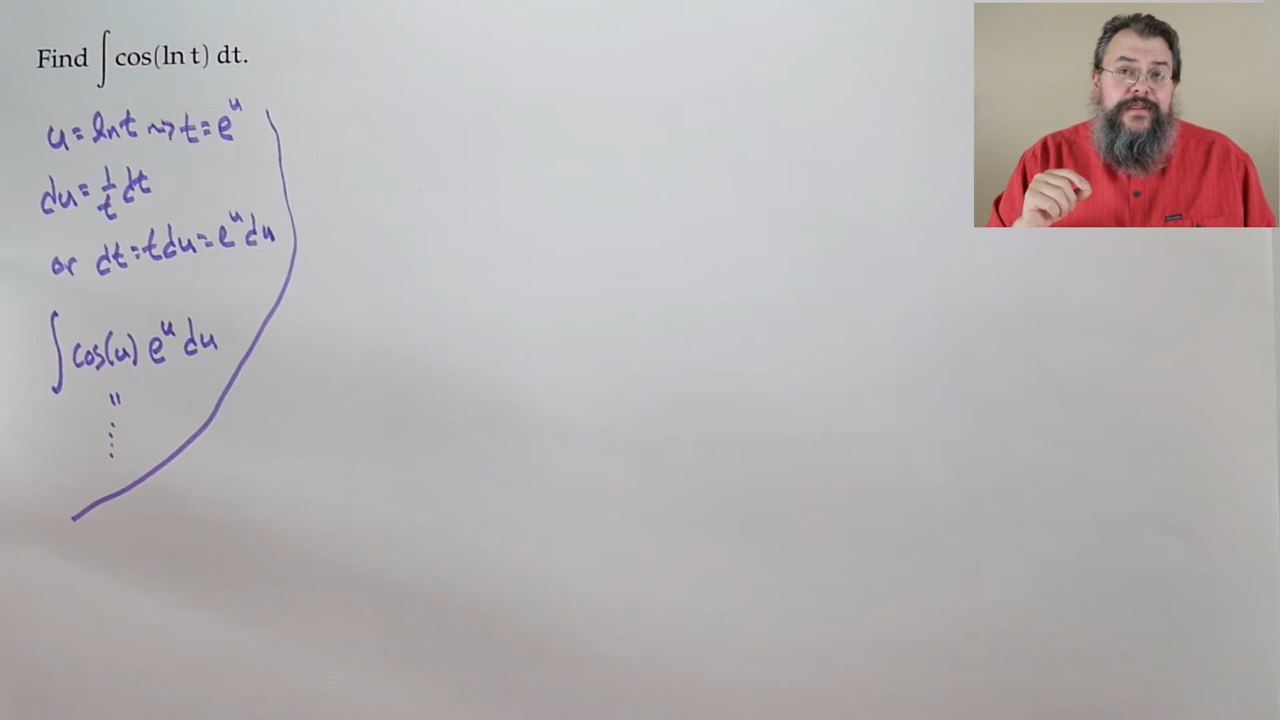 Find ∫ cos(ln t) dt.
u = ln t ⇝ t = e^u
du = 1/t dt
or dt = t du = e^u du
∫ cos(u) e^u du
"
⋮